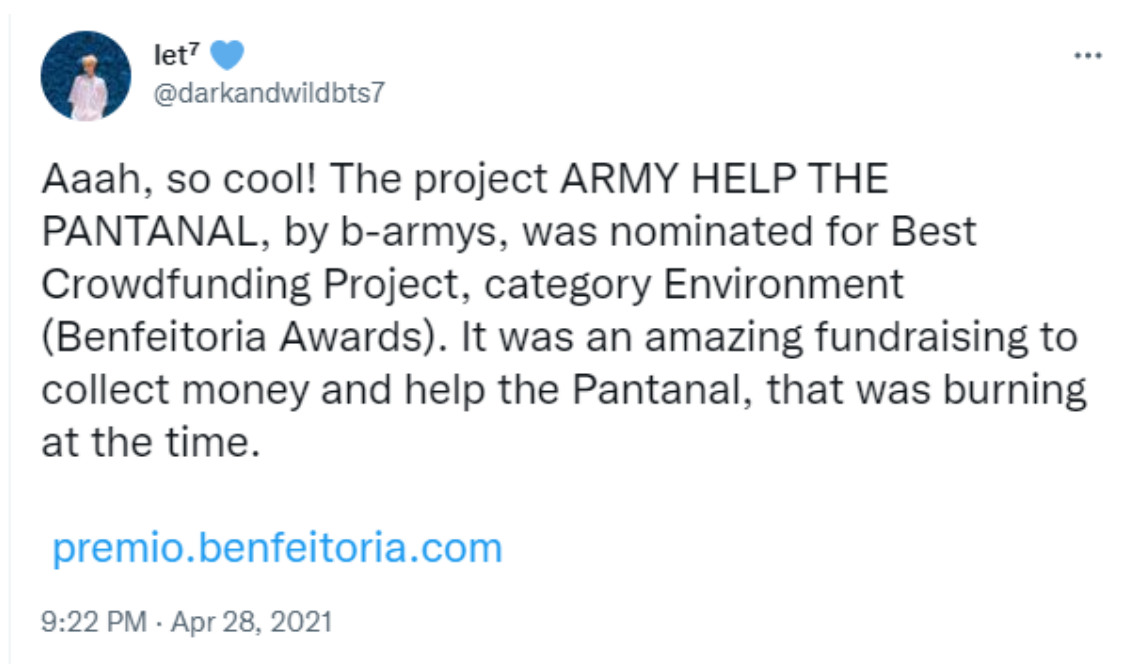 let⁷ 💙
@darkandwildbts7
Aaah, so cool! The project ARMY HELP THE
PANTANAL, by b-armys, was nominated for Best
Crowdfunding Project, category Environment
(Benfeitoria Awards). It was an amazing fundraising to
collect money and help the Pantanal, that was burning
at the time.
premio.benfeitoria.com
9:22 PM · Apr 28, 2021